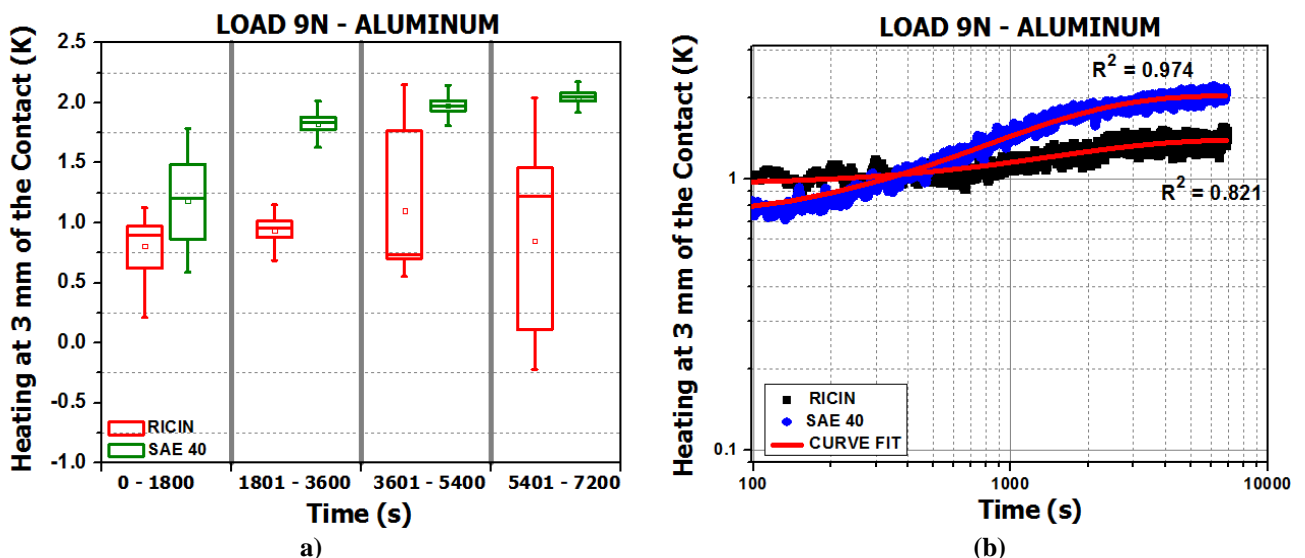 LOAD 9N - ALUMINUM
Heating at 3 mm of the Contact (K)
2.5
2.0
1.5
1.0
0.5
0.0
-0.5
-1.0
RICIN
SAE 40
0 - 1800
1801 - 3600
3601 - 5400
5401 - 7200
Time (s)
a)
LOAD 9N - ALUMINUM
Heating at 3 mm of the Contact (K)
R² = 0.974
1
R² = 0.821
RICIN
SAE 40
CURVE FIT
0.1
100
1000
10000
Time (s)
(b)